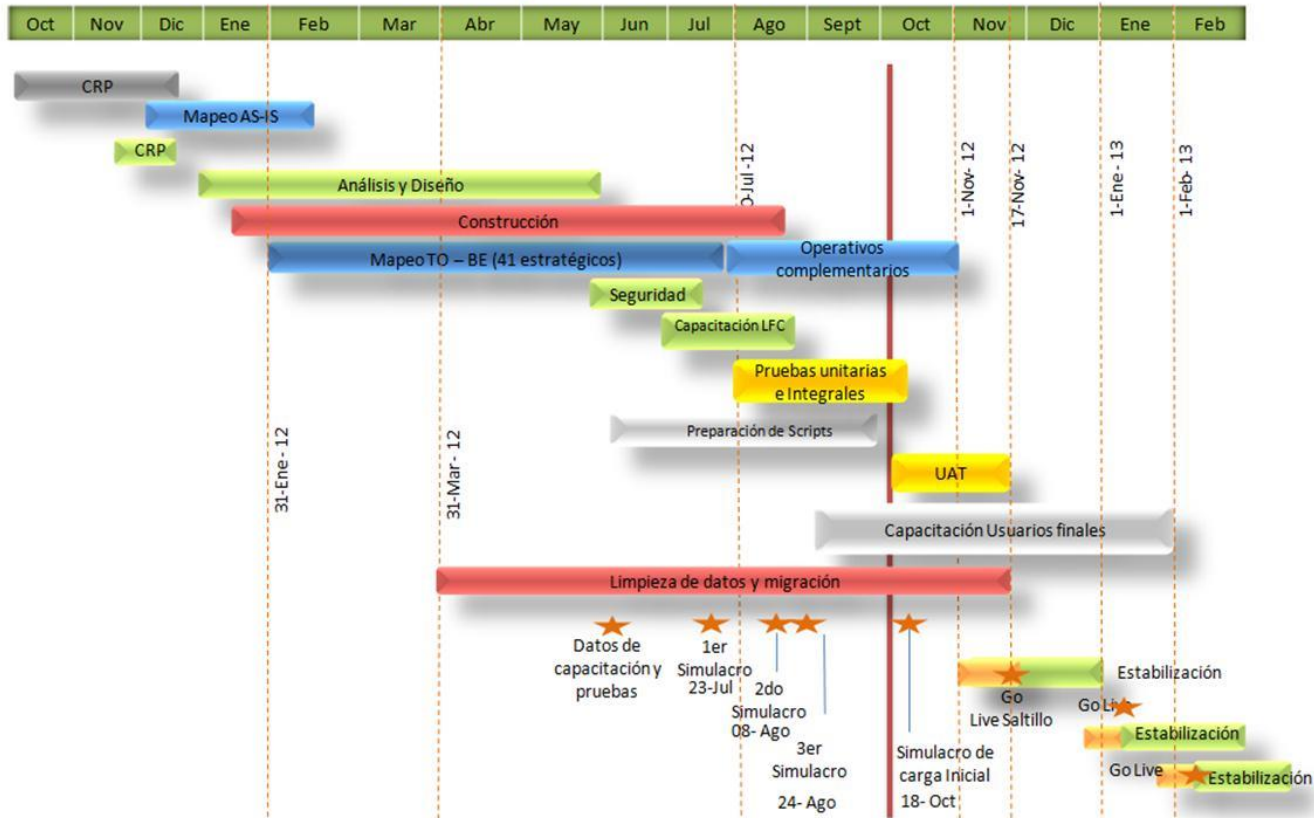 Oct Nov Dic Ene Feb Mar Abr May Jun Jul Ago Sept Oct Nov Dic Ene Feb
CRP
Mapeo AS-IS
CRP
Análisis y Diseño
Construcción
Mapeo TO – BE (41 estratégicos)
Operativos
complementarios
Seguridad
Capacitación LFC
Pruebas unitarias
e Integrales
Preparación de Scripts
UAT
Capacitación Usuarios finales
Limpieza de datos y migración
31-Ene- 12
31-Mar- 12
0-Jul -12
1-Nov- 12
17-Nov- 12
1-Ene - 13
1-Feb- 13
Datos de
capacitación y
pruebas
1er
Simulacro
23-Jul
2do
Simulacro
08- Ago
3er
Simulacro
24- Ago
Simulacro de
carga Inicial
18- Oct
Go
Live Saltillo
Estabilización
Go Live
Estabilización
Go Live
Estabilización